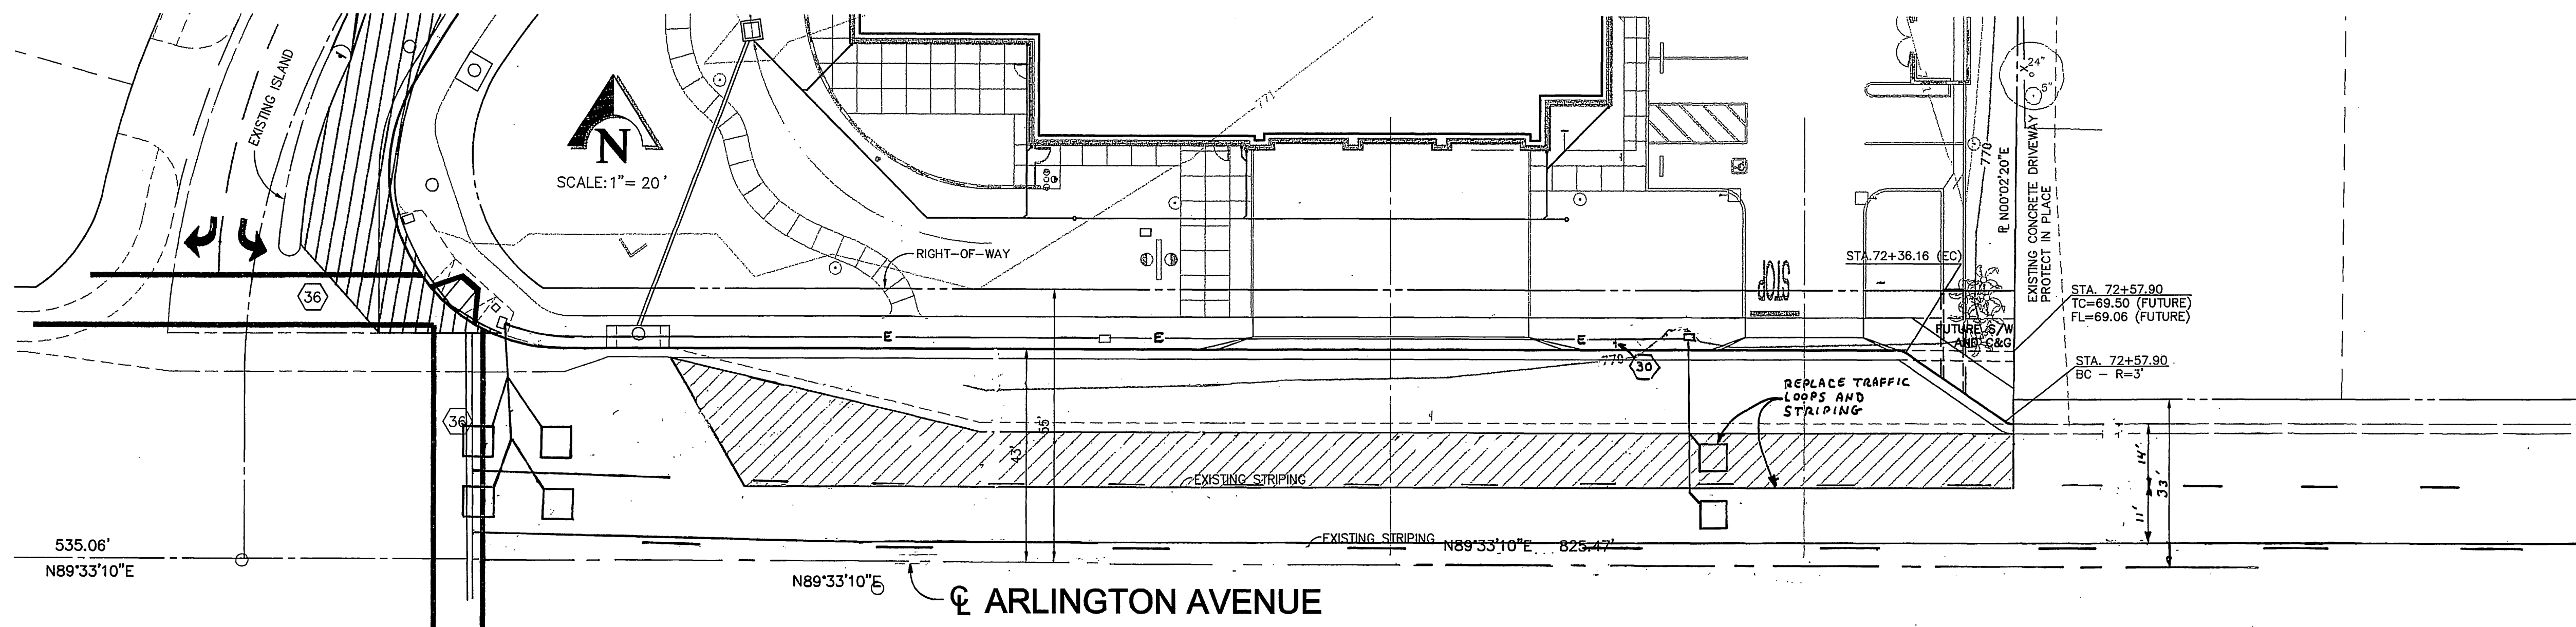 EXISTING ISLAND
N
SCALE: 1"= 20'
771
24"
5"
770
℄ N00°02'20"E
EXISTING CONCRETE DRIVEWAY
PROTECT IN PLACE
RIGHT-OF-WAY
STA.72+36.16 (EC)
STOP
36
STA. 72+57.90
TC=69.50 (FUTURE)
FL=69.06 (FUTURE)
FUTURE S/W
AND C&G
E
E
E
770
30
STA. 72+57.90
BC - R=3'
REPLACE TRAFFIC
LOOPS AND
STRIPING
36
43'
55'
14'
33'
11'
EXISTING STRIPING
EXISTING STRIPING
N89°33'10"E 825.47'
535.06'
N89°33'10"E
N89°33'10"E
℄ ARLINGTON AVENUE